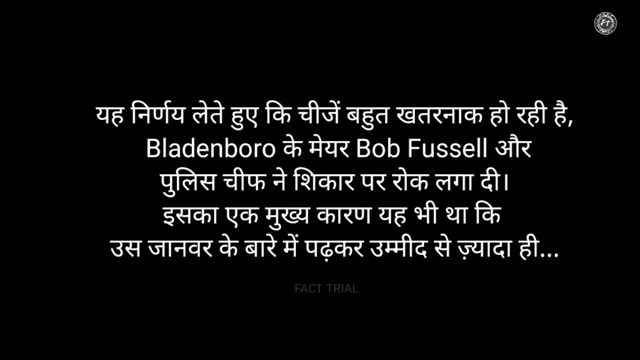 FT
यह निर्णय लेते हुए कि चीजें बहुत खतरनाक हो रही है,
Bladenboro के मेयर Bob Fussell और
पुलिस चीफ ने शिकार पर रोक लगा दी।
इसका एक मुख्य कारण यह भी था कि
उस जानवर के बारे में पढ़कर उम्मीद से ज़्यादा ही...
FACT TRIAL